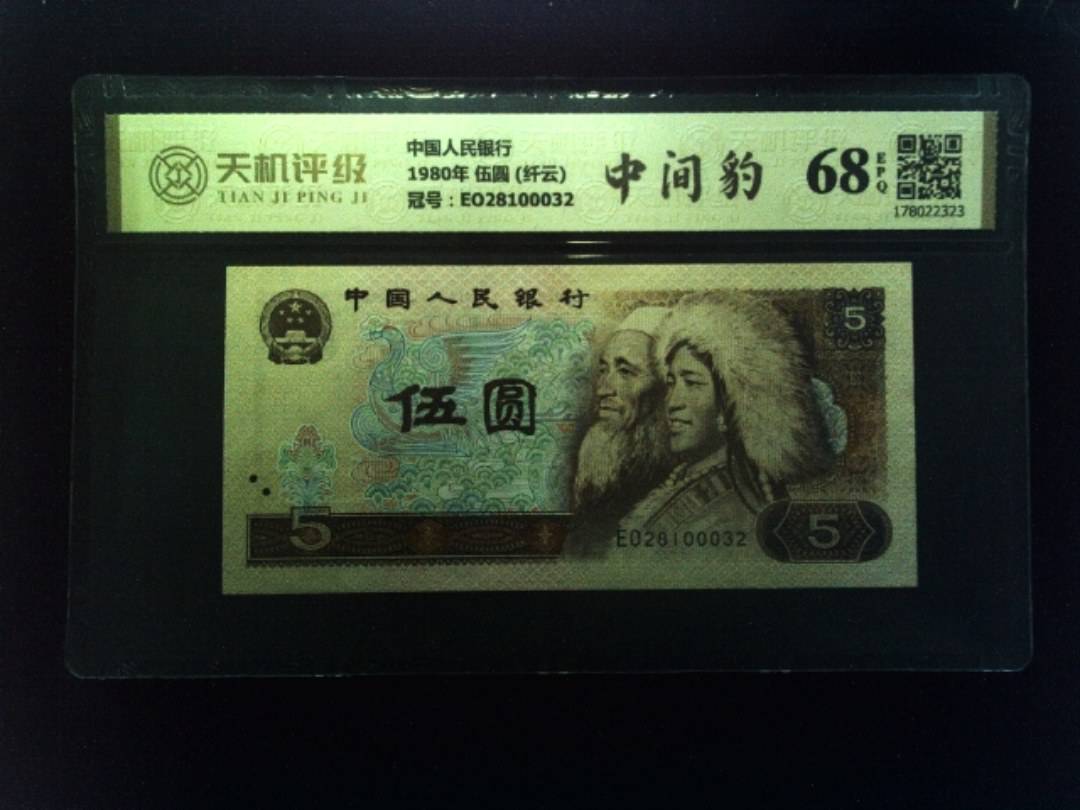 天机评级
TIAN JI PING JI
中国人民银行
1980年 伍圆 (纤云)
冠号：EO28100032
中间豹
68
EPQ
178022323
中国人民银行
5
伍圆
5
EO28100032
5